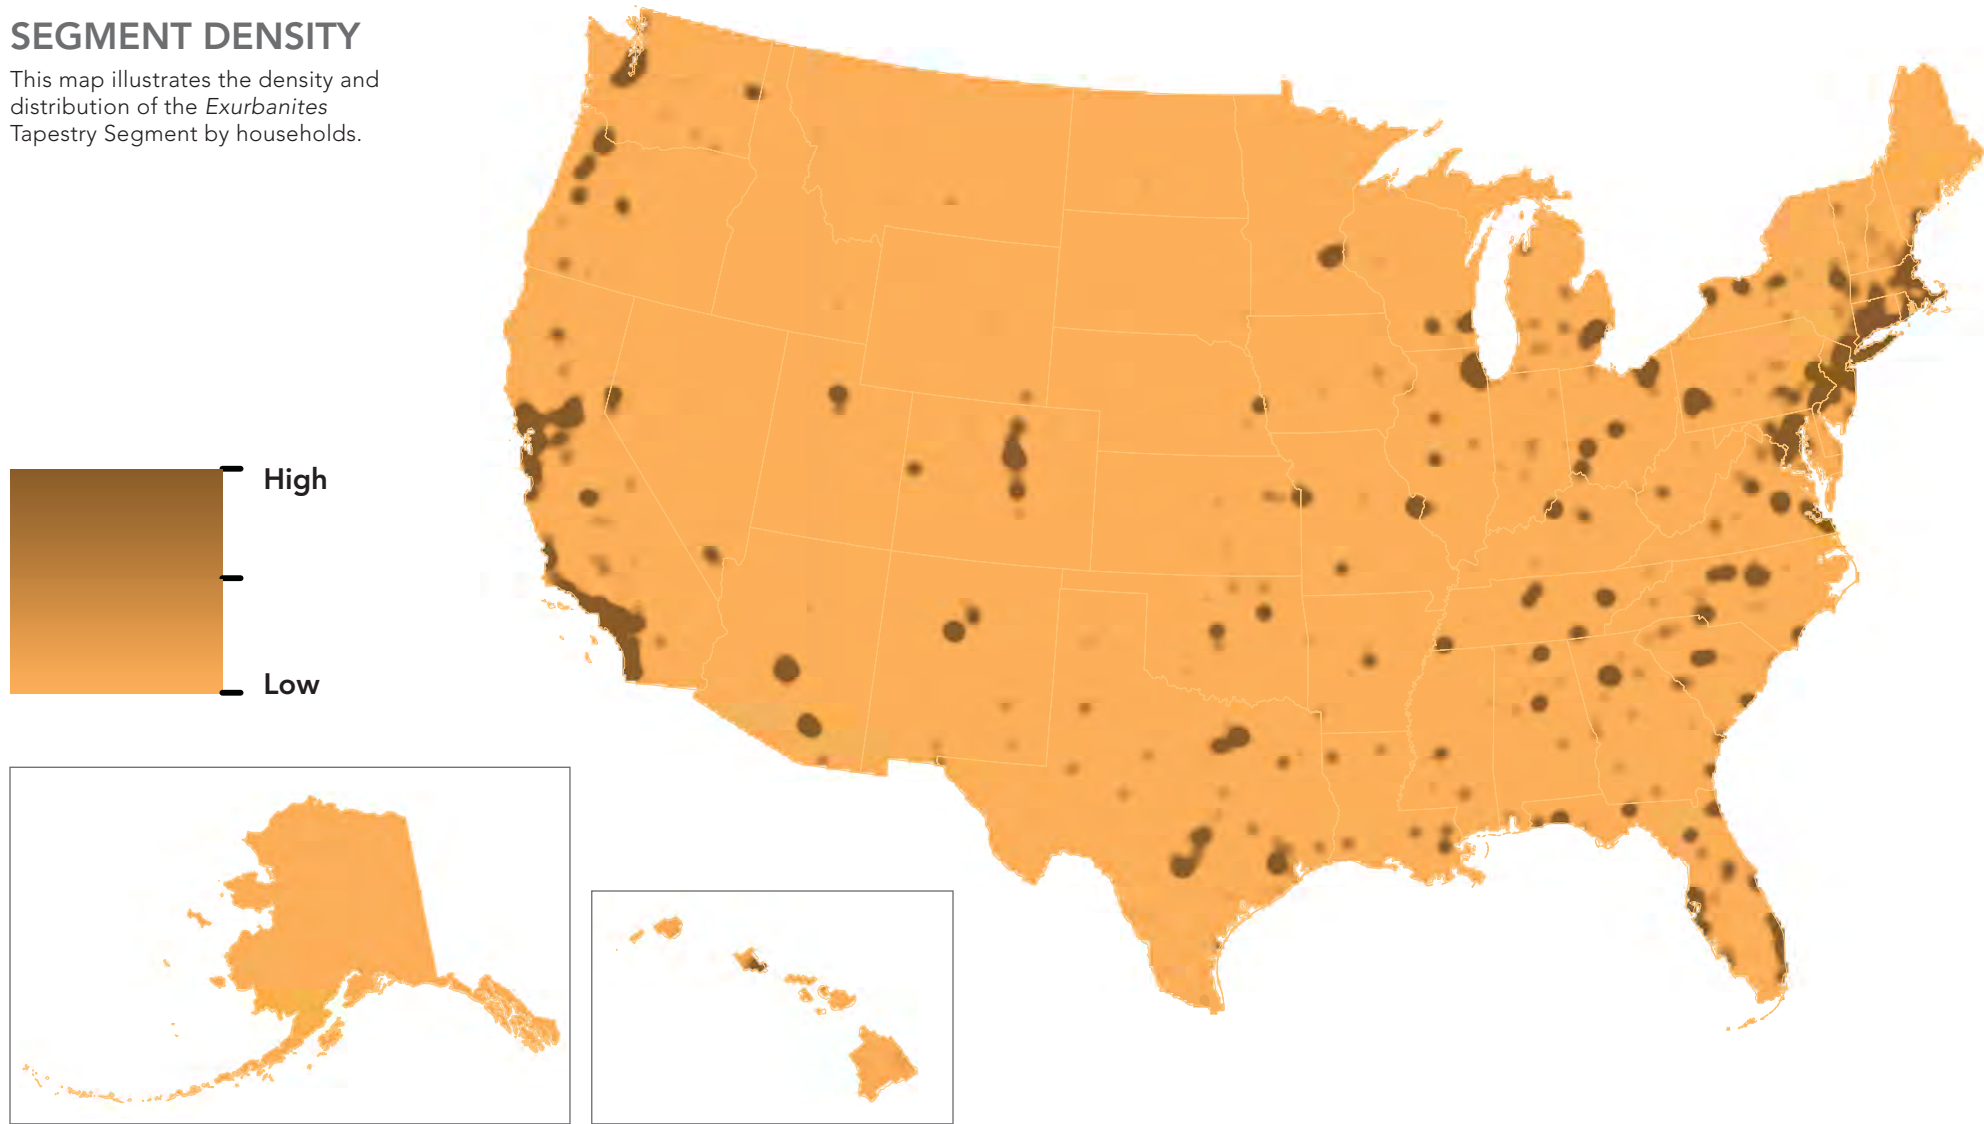 SEGMENT DENSITY
This map illustrates the density and
distribution of the Exurbanites
Tapestry Segment by households.
High
Low